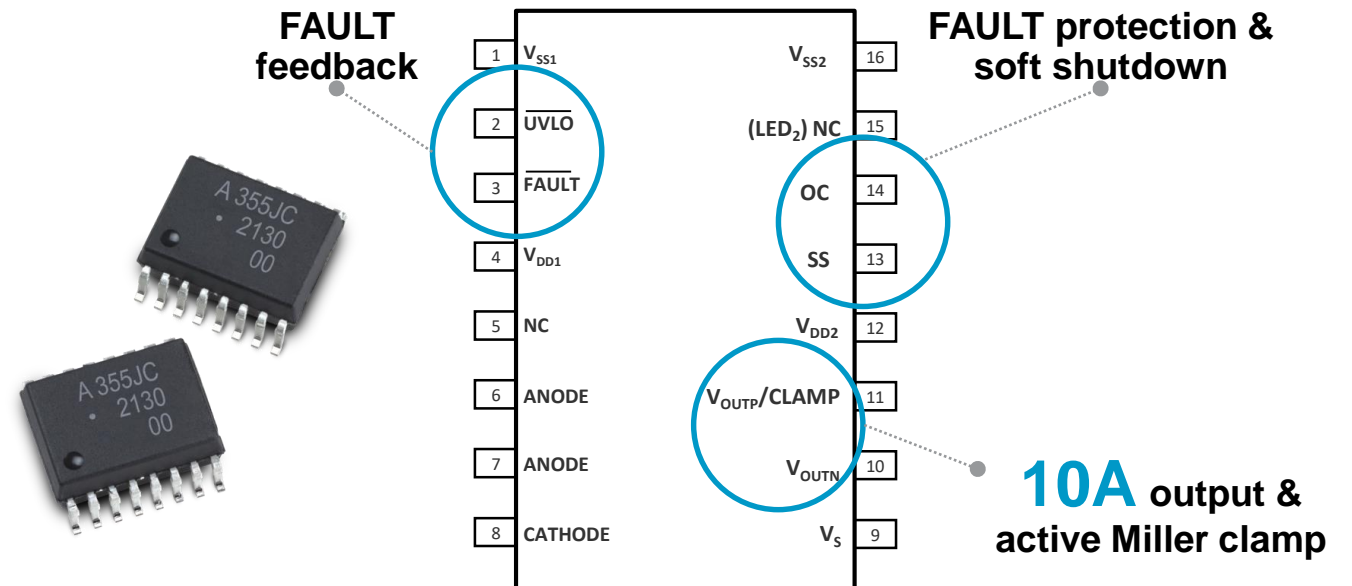 FAULT
feedback
FAULT protection &
soft shutdown
1 VSS1
2 UVLO
3 FAULT
4 VDD1
5 NC
6 ANODE
7 ANODE
8 CATHODE
VSS2 16
(LED2) NC 15
OC 14
SS 13
VDD2 12
VOUTP/CLAMP 11
VOUTN 10
VS 9
10A output &
active Miller clamp
A 355JC
2130
00
A 355JC
2130
00